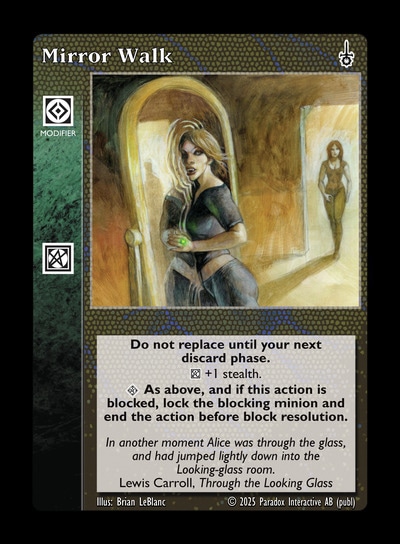 Mirror Walk
MODIFIER
Do not replace until your next
discard phase.
+1 stealth.
As above, and if this action is
blocked, lock the blocking minion and
end the action before block resolution.
In another moment Alice was through the glass,
and had jumped lightly down into the
Looking-glass room.
Lewis Carroll, Through the Looking Glass
Illus: Brian LeBlanc © 2025 Paradox Interactive AB (publ)